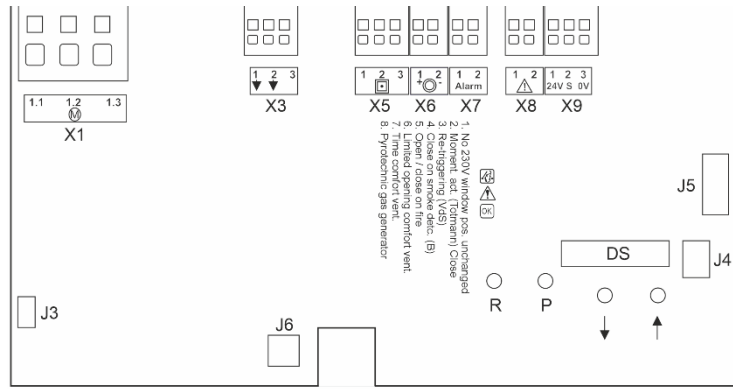 1 2 3
1 2 3
1 2
1 2
1 2
1 2 3
+ -
Alarm
24V S 0V
X3
X5
X6
X7
X8
X9
1.1 1.2 1.3
M
X1
1. No 230V window pos. unchanged
2. Moment. act. (Totmann) Close
3. Re-triggering (VdS)
4. Close on smoke detc. (B)
5. Open / close on fire
6. Limited opening comfort vent.
7. Time comfort vent.
8. Pyrotechnic gas generator
OK
J5
DS
J4
R
P
J3
J6